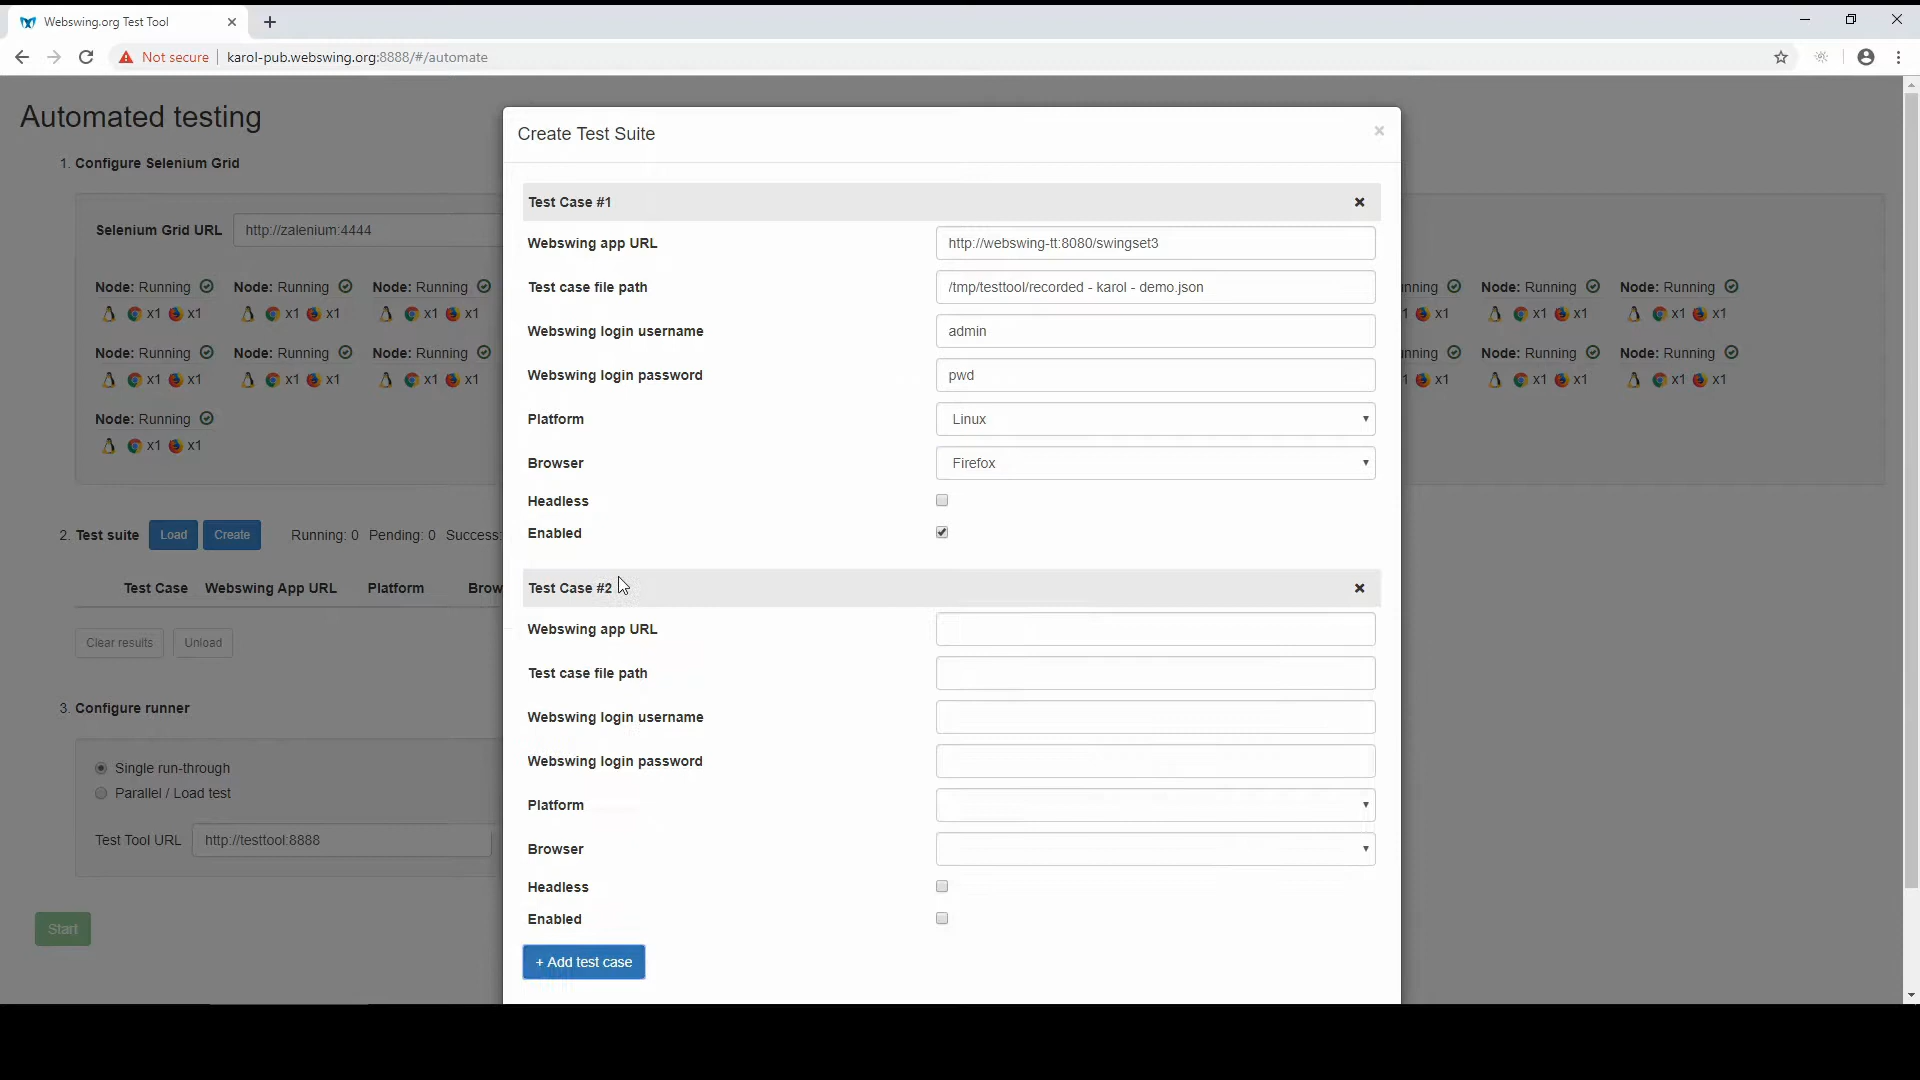 Webswing.org Test Tool
Not secure karol-pub.webswing.org:8888/#/automate
Automated testing
1. Configure Selenium Grid
Selenium Grid URL http://zalenium:4444
Node: Running Node: Running Node: Running
x1 x1 x1 x1 x1 x1
Node: Running Node: Running Node: Running
x1 x1 x1 x1 x1 x1
Node: Running
x1 x1
2. Test suite Load Create Running: 0 Pending: 0 Success:
Test Case Webswing App URL Platform Brow
Clear results Unload
3. Configure runner
Single run-through
Parallel / Load test
Test Tool URL http://testtool:8888
Start
Create Test Suite ×
Test Case #1
Webswing app URL http://webswing-tt:8080/swingset3
Test case file path /tmp/testtool/recorded - karol - demo.json
Webswing login username admin
Webswing login password pwd
Platform Linux
Browser Firefox
Headless
Enabled
Test Case #2
Webswing app URL
Test case file path
Webswing login username
Webswing login password
Platform
Browser
Headless
Enabled
+ Add test case
nning Node: Running Node: Running
1 x1 x1 x1 x1 x1
nning Node: Running Node: Running
1 x1 x1 x1 x1 x1